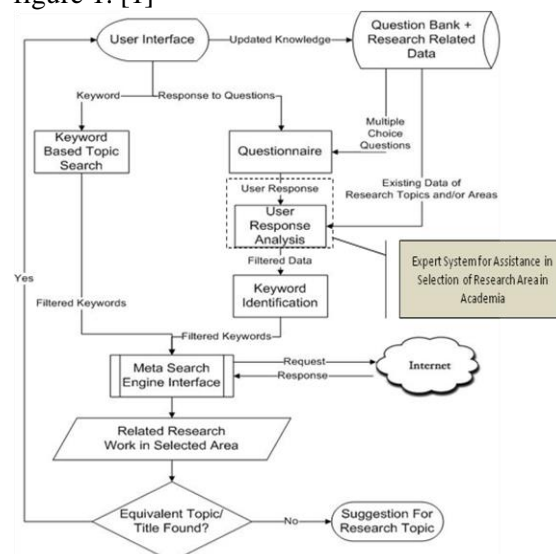 figure 1. [1]
User Interface
Updated Knowledge
Question Bank +
Research Related
Data
Keyword
Response to Questions
Multiple
Choice
Questions
Keyword
Based Topic
Search
Questionnaire
User Response
Existing Data of
Research Topics and/or Areas
User
Response
Analysis
Expert System for Assistance in
Selection of Research Area in
Academia
Yes
Filtered Data
Keyword
Identification
Filtered Keywords
Filtered Keywords
Meta Search
Engine Interface
Request
Response
Internet
Related Research
Work in Selected Area
Equivalent Topic/
Title Found?
No
Suggestion For
Research Topic